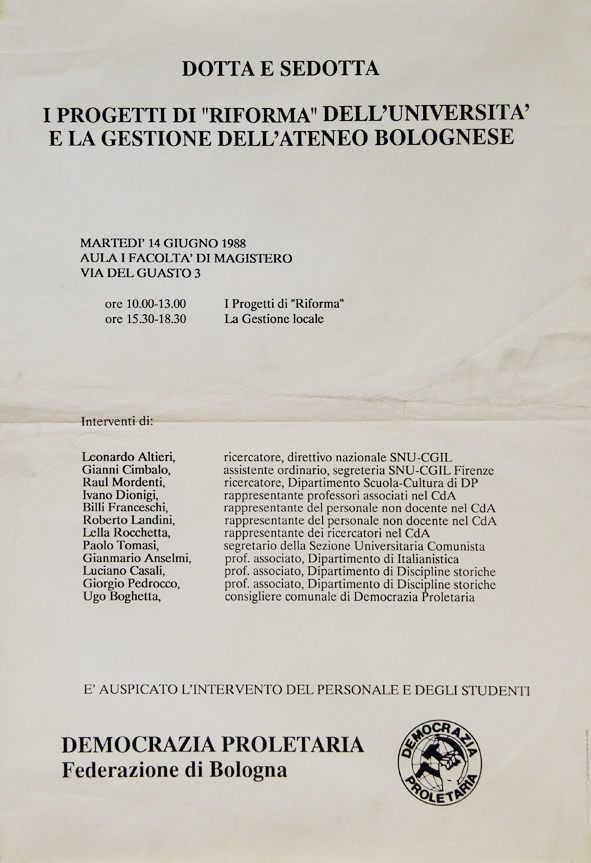 DOTTA E SEDOTTA
I PROGETTI DI "RIFORMA" DELL'UNIVERSITA'
E LA GESTIONE DELL'ATENEO BOLOGNESE
MARTEDI' 14 GIUGNO 1988
AULA I FACOLTA' DI MAGISTERO
VIA DEL GUASTO 3
ore 10.00-13.00 I Progetti di "Riforma"
ore 15.30-18.30 La Gestione locale
Interventi di:
Leonardo Altieri, ricercatore, direttivo nazionale SNU-CGIL
Gianni Cimbalo, assistente ordinario, segreteria SNU-CGIL Firenze
Raul Mordenti, ricercatore, Dipartimento Scuola-Cultura di DP
Ivano Dionigi, rappresentante professori associati nel CdA
Billi Franceschi, rappresentante del personale non docente nel CdA
Roberto Landini, rappresentante del personale non docente nel CdA
Lella Rocchetta, rappresentante dei ricercatori nel CdA
Paolo Tomasi, segretario della Sezione Universitaria Comunista
Gianmario Anselmi, prof. associato, Dipartimento di Italianistica
Luciano Casali, prof. associato, Dipartimento di Discipline storiche
Giorgio Pedrocco, prof. associato, Dipartimento di Discipline storiche
Ugo Boghetta, consigliere comunale di Democrazia Proletaria
E' AUSPICATO L'INTERVENTO DEL PERSONALE E DEGLI STUDENTI
DEMOCRAZIA PROLETARIA
Federazione di Bologna
DEMOCRAZIA
PROLETARIA